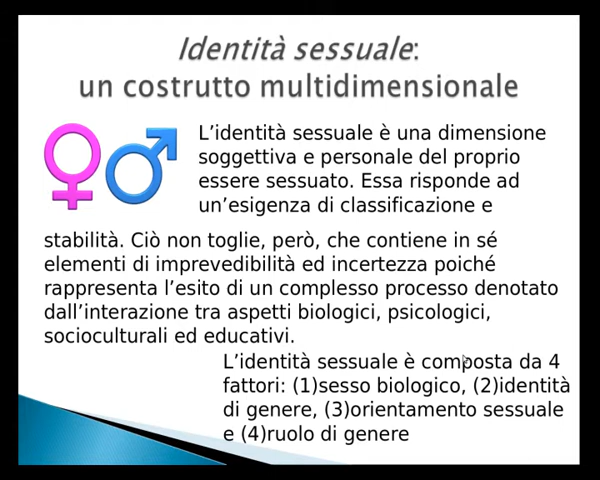 Identità sessuale:
un costrutto multidimensionale
L’identità sessuale è una dimensione
soggettiva e personale del proprio
essere sessuato. Essa risponde ad
un’esigenza di classificazione e
stabilità. Ciò non toglie, però, che contiene in sé
elementi di imprevedibilità ed incertezza poiché
rappresenta l’esito di un complesso processo denotato
dall’interazione tra aspetti biologici, psicologici,
socioculturali ed educativi.
L’identità sessuale è composta da 4
fattori: (1)sesso biologico, (2)identità
di genere, (3)orientamento sessuale
e (4)ruolo di genere